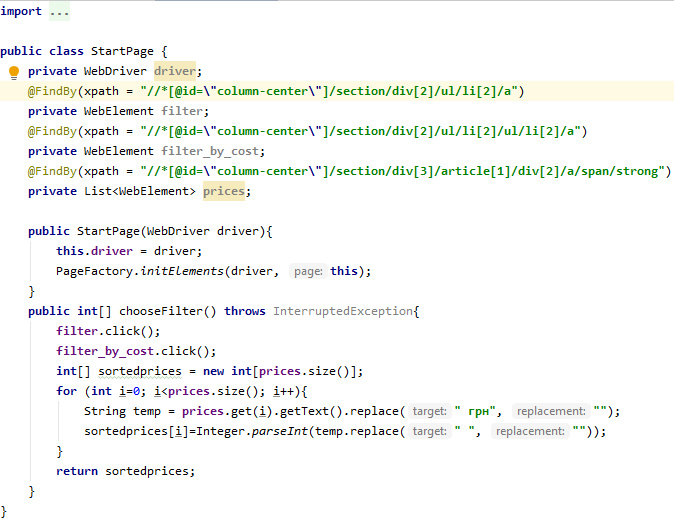 import ...
public class StartPage {
private WebDriver driver;
@FindBy(xpath = "//*[@id=\"column-center\"]/section/div[2]/ul/li[2]/a")
private WebElement filter;
@FindBy(xpath = "//*[@id=\"column-center\"]/section/div[2]/ul/li[2]/ul/li[2]/a")
private WebElement filter_by_cost;
@FindBy(xpath = "//*[@id=\"column-center\"]/section/div[3]/article[1]/div[2]/a/span/strong")
private List<WebElement> prices;
public StartPage(WebDriver driver){
this.driver = driver;
PageFactory.initElements(driver, page: this);
}
public int[] chooseFilter() throws InterruptedException{
filter.click();
filter_by_cost.click();
int[] sortedprices = new int[prices.size()];
for (int i=0; i<prices.size(); i++){
String temp = prices.get(i).getText().replace( target: " грн", replacement: "");
sortedprices[i]=Integer.parseInt(temp.replace( target: " ", replacement: ""));
}
return sortedprices;
}
}